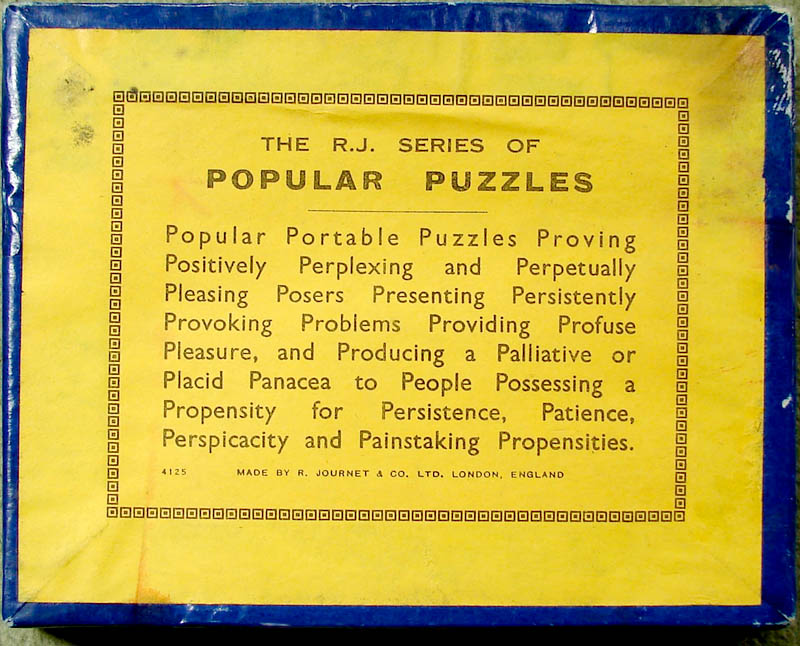 THE R.J. SERIES OF
POPULAR PUZZLES
Popular Portable Puzzles Proving
Positively Perplexing and Perpetually
Pleasing Posers Presenting Persistently
Provoking Problems Providing Profuse
Pleasure, and Producing a Palliative or
Placid Panacea to People Possessing a
Propensity for Persistence, Patience,
Perspicacity and Painstaking Propensities.
4125 MADE BY R. JOURNET & CO. LTD. LONDON, ENGLAND